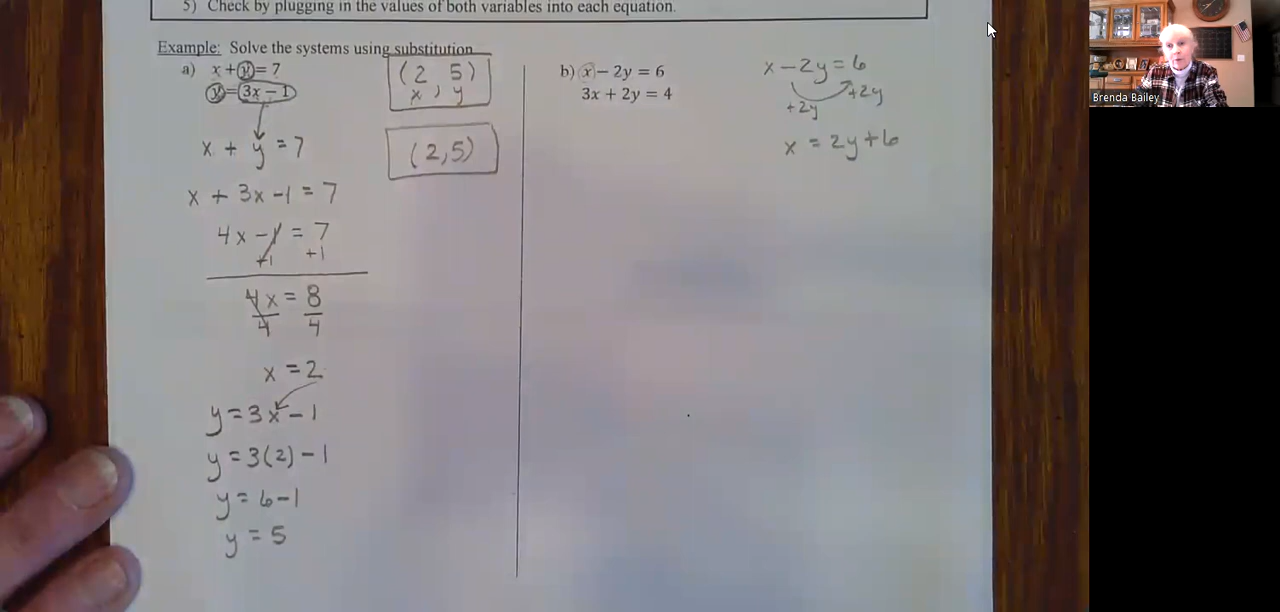 5) Check by plugging in the values of both variables into each equation.
Example: Solve the systems using substitution
a) x + y = 7
y = 3x − 1
x + y = 7
x + 3x - 1 = 7
4x - 1 = 7
+1 +1
4x = 8
4 4
x = 2
y = 3x - 1
y = 3(2) - 1
y = 6 - 1
y = 5
(2 , 5)
x y
(2,5)
b) x − 2y = 6
3x + 2y = 4
x - 2y = 6
+2y +2y
x = 2y + 6
Brenda Bailey